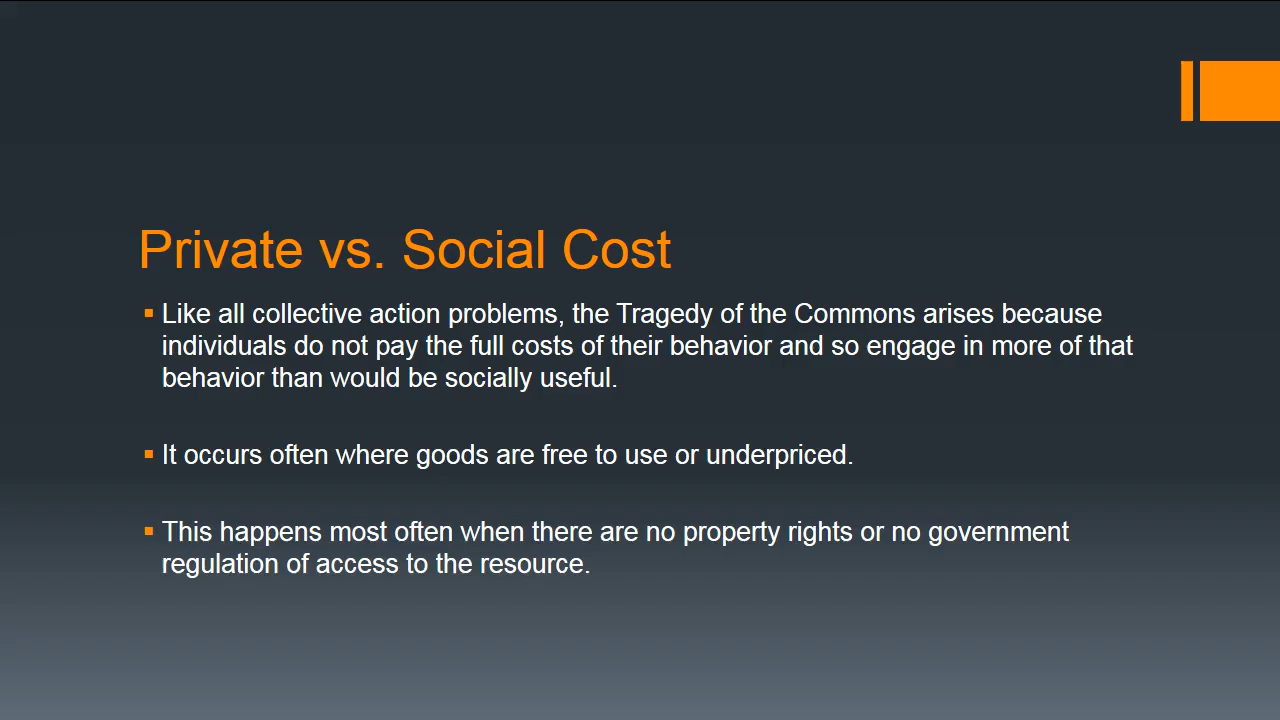 Private vs. Social Cost
Like all collective action problems, the Tragedy of the Commons arises because
individuals do not pay the full costs of their behavior and so engage in more of that
behavior than would be socially useful.
It occurs often where goods are free to use or underpriced.
This happens most often when there are no property rights or no government
regulation of access to the resource.